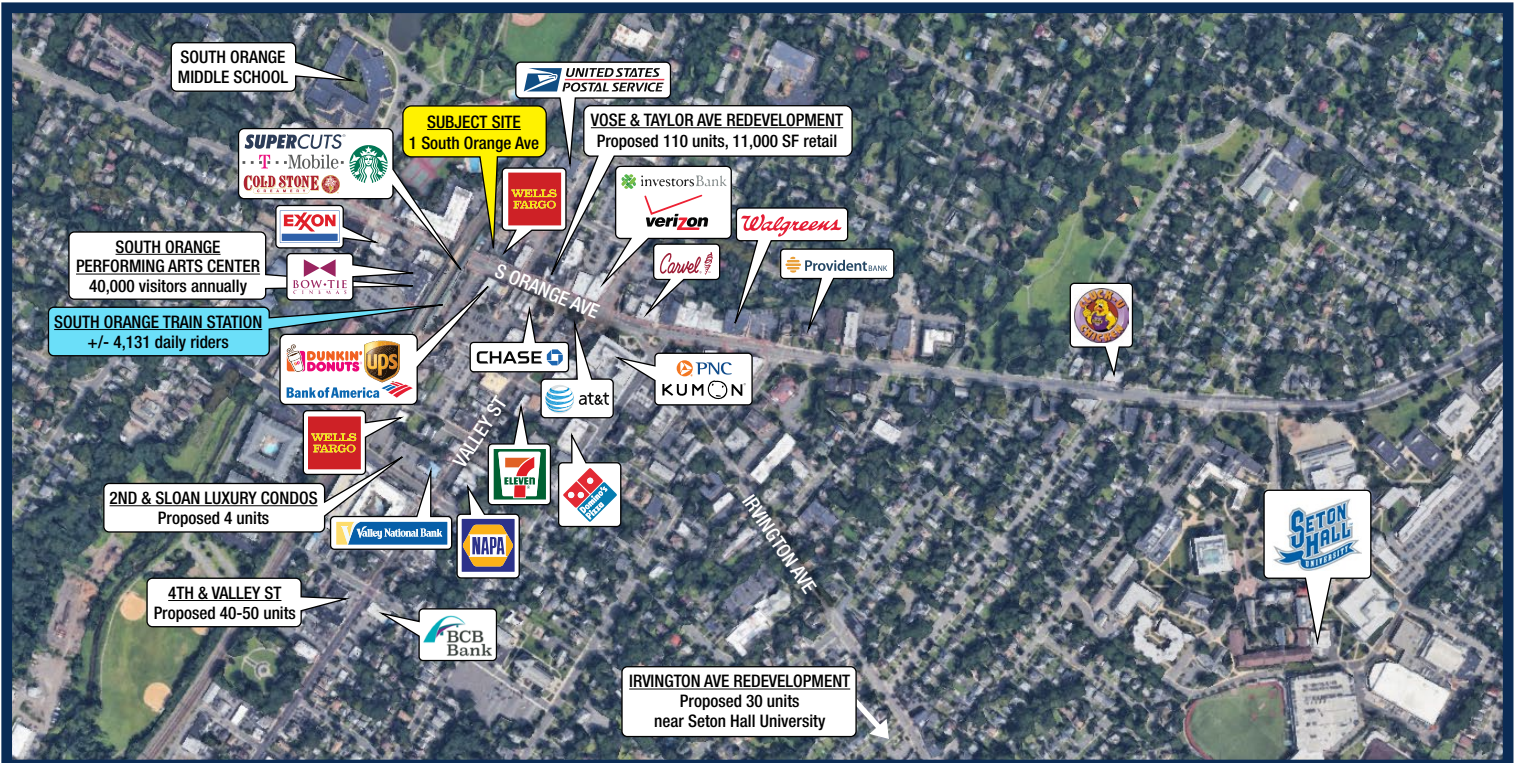 SOUTH ORANGE
MIDDLE SCHOOL
UNITED STATES
POSTAL SERVICE
SUBJECT SITE
1 South Orange Ave
VOSE & TAYLOR AVE REDEVELOPMENT
Proposed 110 units, 11,000 SF retail
SUPERCUTS
T-Mobile
COLD STONE
CREAMERY
WELLS
FARGO
investorsBank
verizon
Walgreens
EXXON
SOUTH ORANGE
PERFORMING ARTS CENTER
40,000 visitors annually
BOW-TIE
CINEMAS
S ORANGE AVE
Carvel
Provident BANK
CLUCK-U
CHICKEN
SOUTH ORANGE TRAIN STATION
+/- 4,131 daily riders
DUNKIN'
DONUTS
ups
Bank of America
CHASE
at&t
PNC
KUMON
WELLS
FARGO
VALLEY ST
7
ELEVEN
Domino's
Pizza
2ND & SLOAN LUXURY CONDOS
Proposed 4 units
V Valley National Bank
NAPA
IRVINGTON AVE
SETON
HALL
UNIVERSITY
4TH & VALLEY ST
Proposed 40-50 units
BCB
Bank
IRVINGTON AVE REDEVELOPMENT
Proposed 30 units
near Seton Hall University